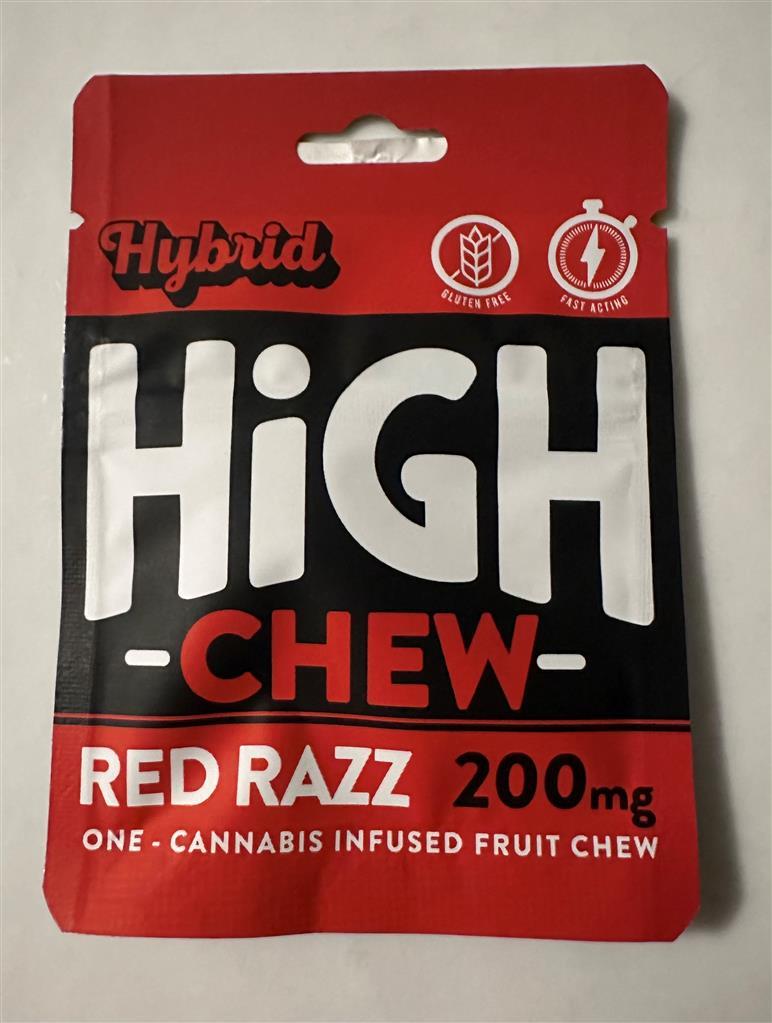 Hybrid
GLUTEN FREE
FAST ACTING
HiGH
-CHEW-
RED RAZZ 200mg
ONE - CANNABIS INFUSED FRUIT CHEW